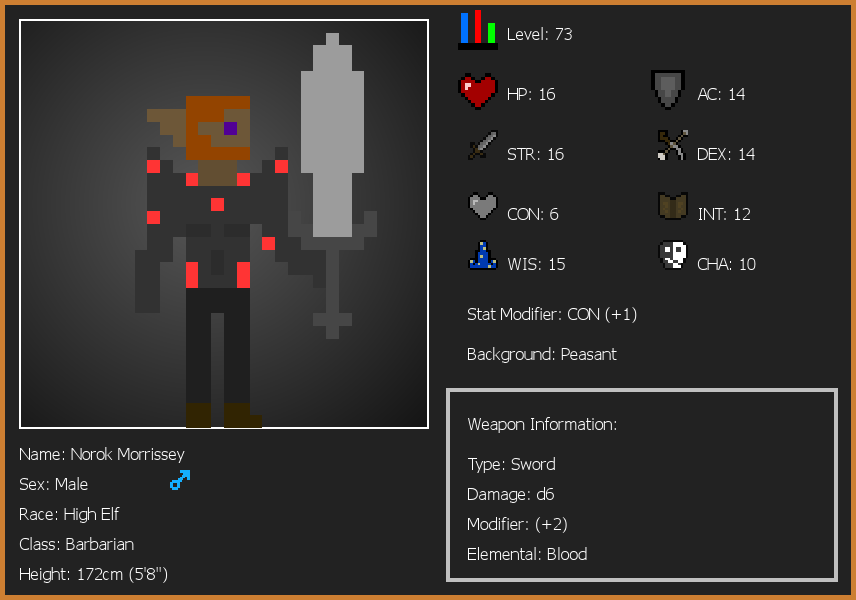 Level: 73
HP: 16
AC: 14
STR: 16
DEX: 14
CON: 6
INT: 12
WIS: 15
CHA: 10
Stat Modifier: CON (+1)
Background: Peasant
Weapon Information:
Type: Sword
Damage: d6
Modifier: (+2)
Elemental: Blood
Name: Norok Morrissey
Sex: Male
Race: High Elf
Class: Barbarian
Height: 172cm (5'8")